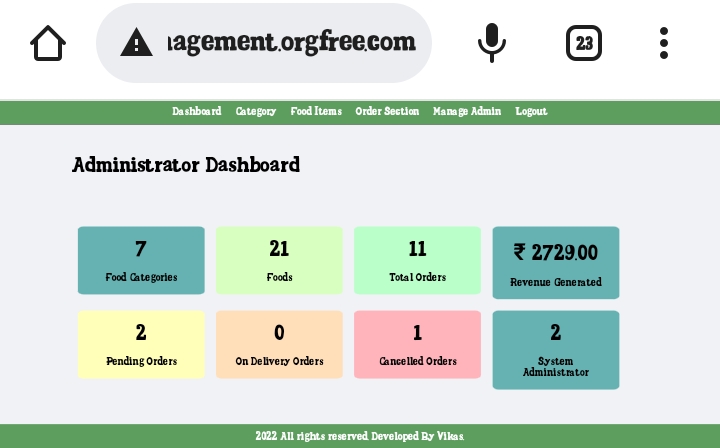 agement.orgfree.com
23
Dashboard Category Food Items Order Section Manage Admin Logout
Administrator Dashboard
7
Food Categories
21
Foods
11
Total Orders
₹ 2729.00
Revenue Generated
2
Pending Orders
0
On Delivery Orders
1
Cancelled Orders
2
System
Administrator
2022 All rights reserved Developed By Vikas